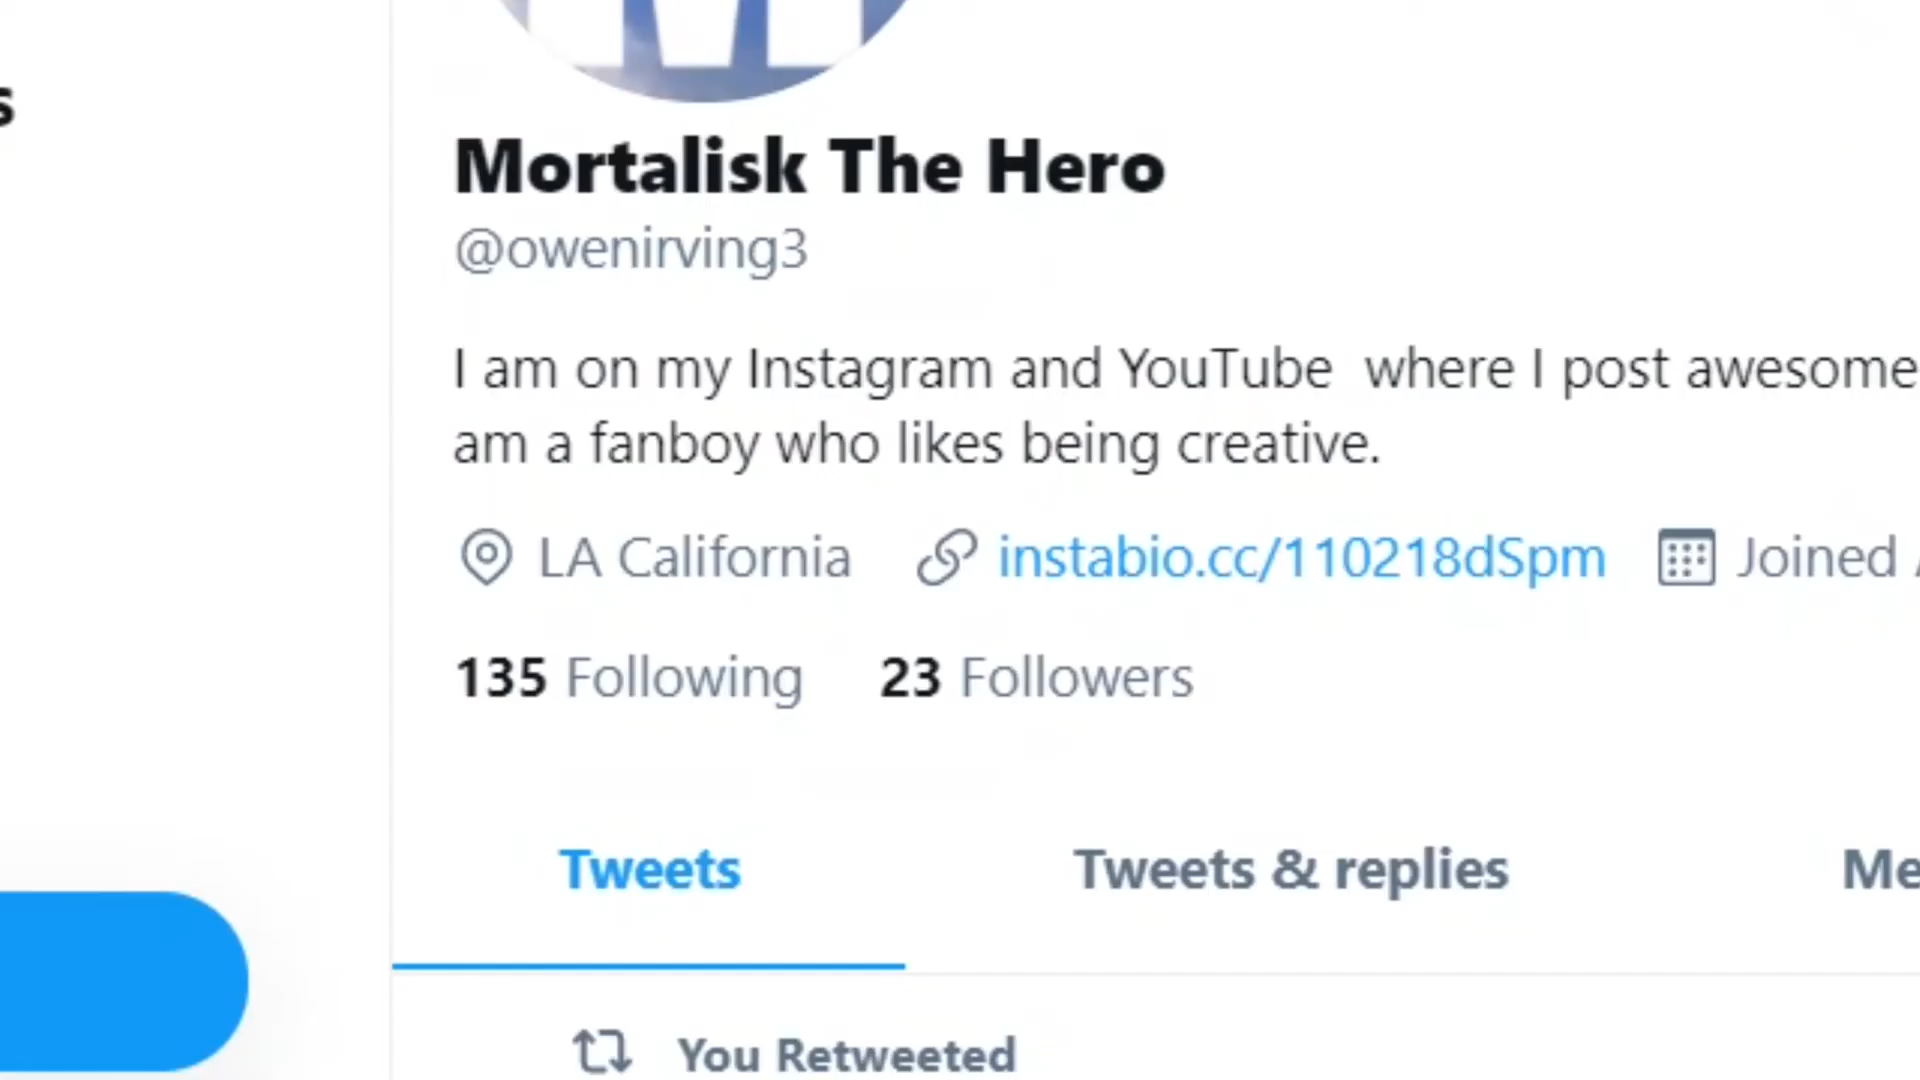 Mortalisk The Hero
@owenirving3
I am on my Instagram and YouTube  where I post awesome
am a fanboy who likes being creative.
LA California instabio.cc/110218dSpm Joined
135 Following 23 Followers
Tweets Tweets & replies
You Retweeted